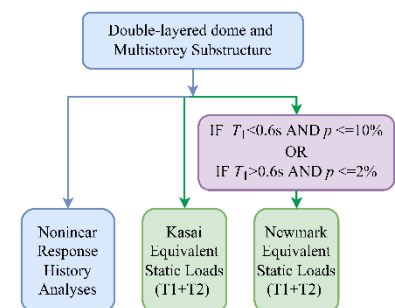 Double-layered dome and
Multistorey Substructure
IF T1<0.6s AND p <=10%
OR
IF T1>0.6s AND p <=2%
Noninear
Response
History
Analyses
Kasai
Equivalent
Static Loads
(T1+T2)
Newmark
Equivalent
Static Loads
(T1+T2)